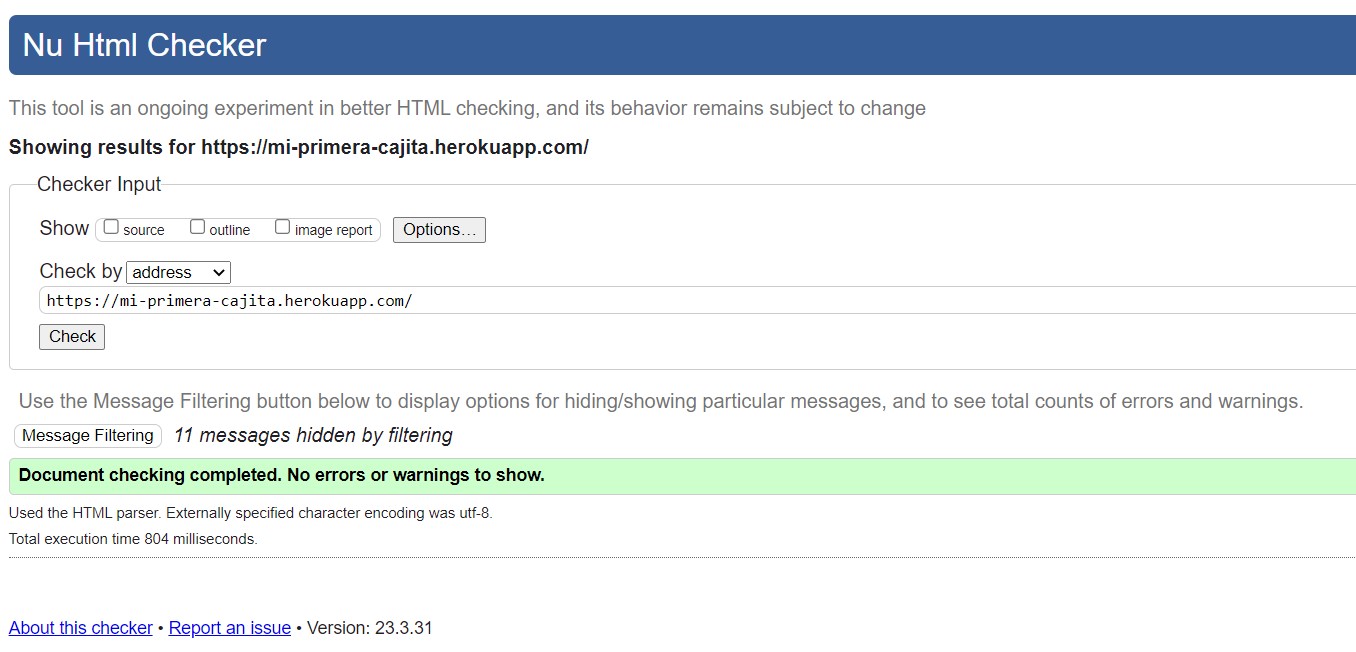 Nu Html Checker
This tool is an ongoing experiment in better HTML checking, and its behavior remains subject to change
Showing results for https://mi-primera-cajita.herokuapp.com/
Checker Input
Show source outline image report Options...
Check by address
https://mi-primera-cajita.herokuapp.com/
Check
Use the Message Filtering button below to display options for hiding/showing particular messages, and to see total counts of errors and warnings.
Message Filtering 11 messages hidden by filtering
Document checking completed. No errors or warnings to show.
Used the HTML parser. Externally specified character encoding was utf-8.
Total execution time 804 milliseconds.
About this checker • Report an issue • Version: 23.3.31